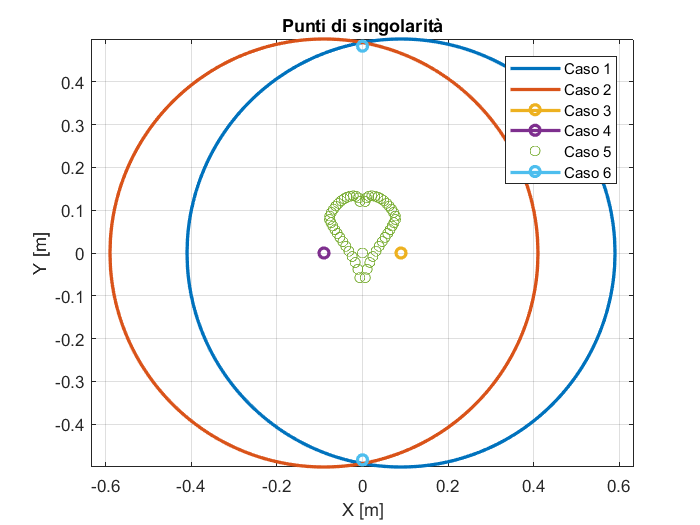 Punti di singolarità
Caso 1
Caso 2
Caso 3
Caso 4
Caso 5
Caso 6
0.4
0.3
0.2
0.1
0
-0.1
-0.2
-0.3
-0.4
Y [m]
-0.6
-0.4
-0.2
0
0.2
0.4
0.6
X [m]